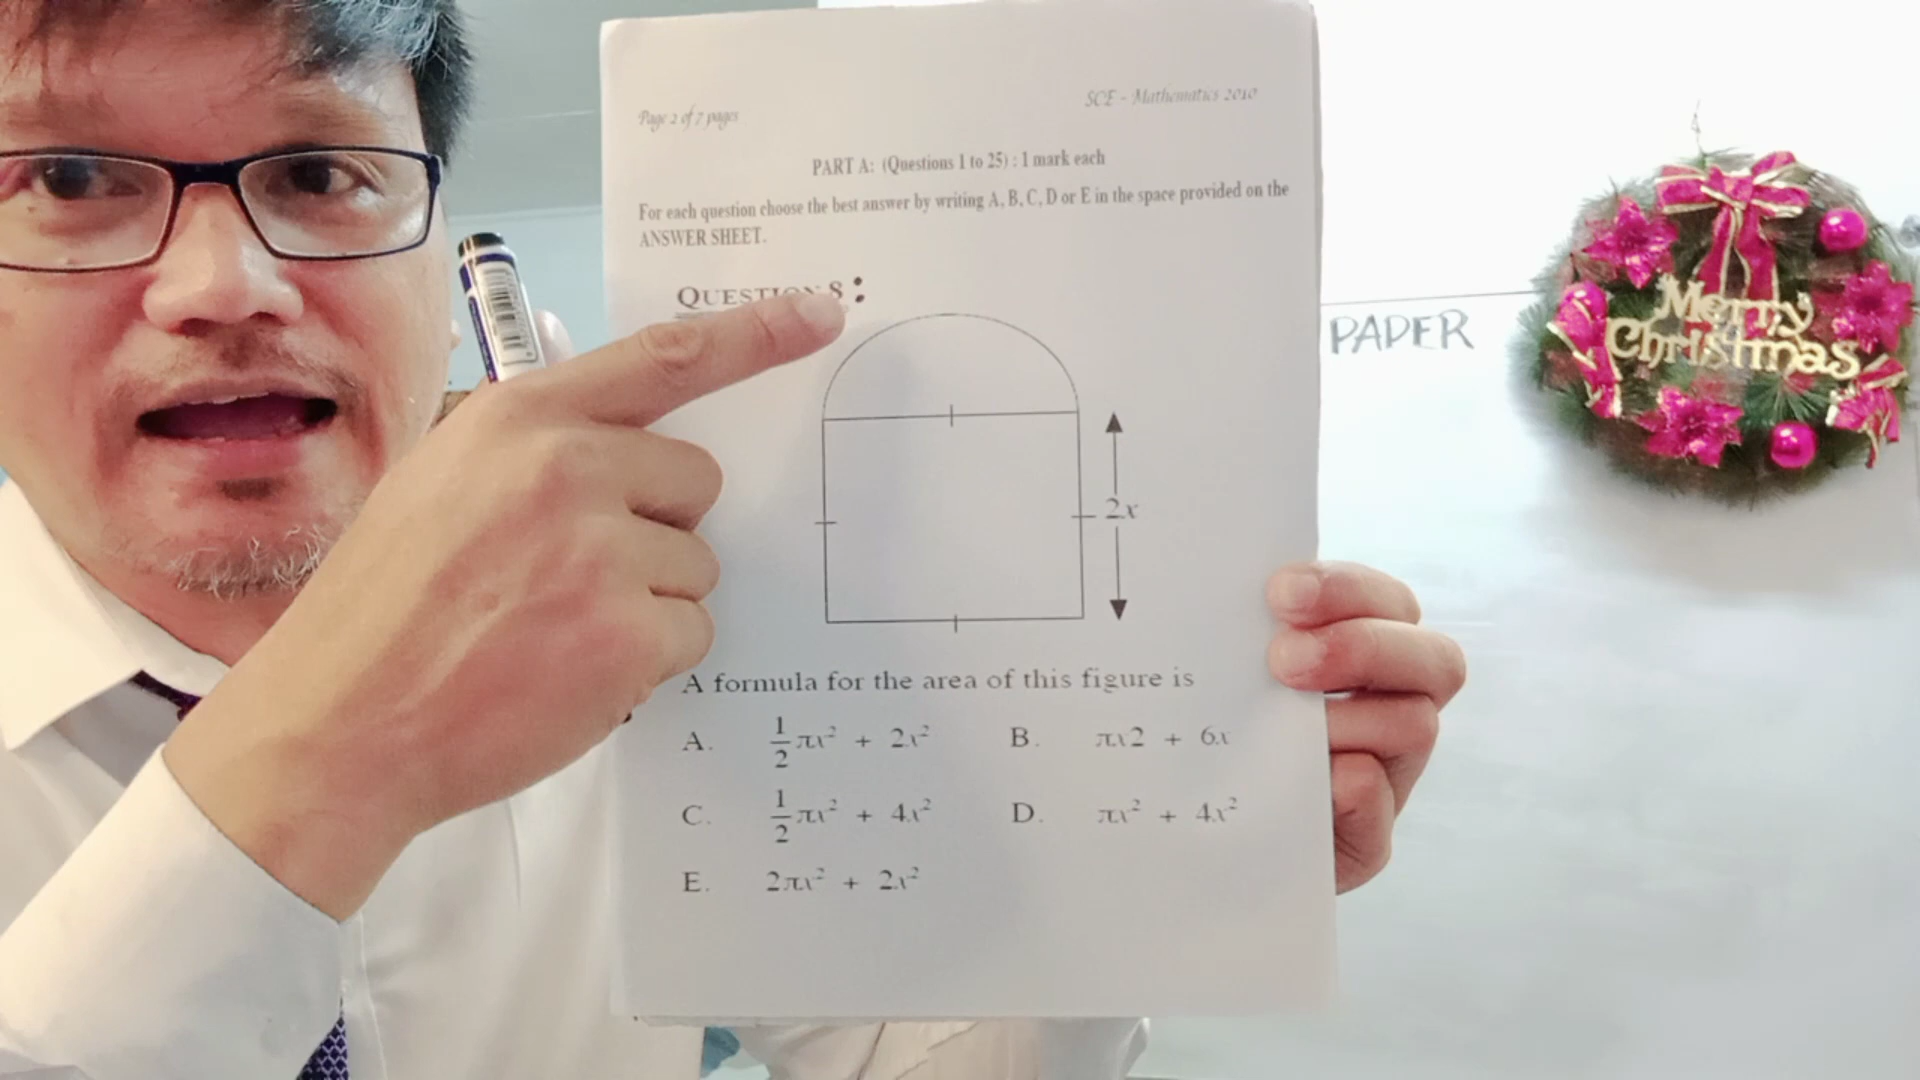 Page 2 of 7 pages
SCE - Mathematics 2010
PART A: (Questions 1 to 25) : 1 mark each
For each question choose the best answer by writing A, B, C, D or E in the space provided on the
ANSWER SHEET.
8:
2x
A formula for the area of this figure is
A. 1/2 πx² + 2x² B. πx2 + 6x
C. 1/2 πx² + 4x² D. πx² + 4x²
E. 2πx² + 2x²
PAPER
Merry
Christmas